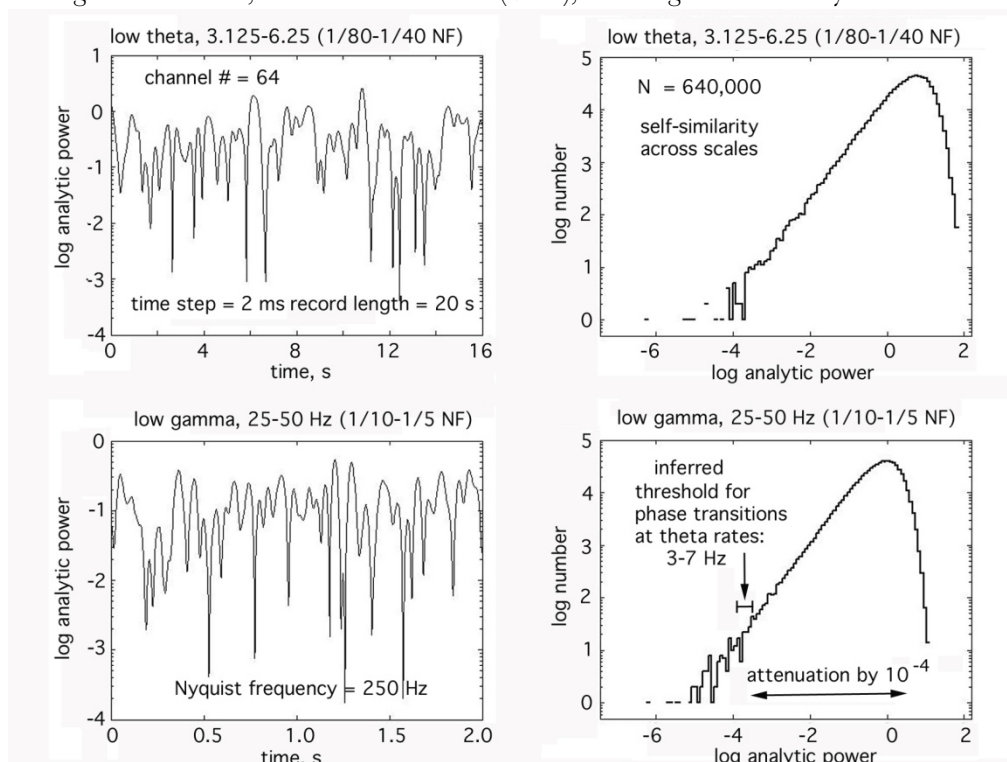 low theta, 3.125-6.25 (1/80-1/40 NF)
channel # = 64
time step = 2 ms record length = 20 s
log analytic power
1
0
-1
-2
-3
-4
0
4
8
12
16
time, s
low theta, 3.125-6.25 (1/80-1/40 NF)
N = 640,000
self-similarity
across scales
log number
5
4
3
2
1
0
-6
-4
-2
0
2
log analytic power
low gamma, 25-50 Hz (1/10-1/5 NF)
Nyquist frequency = 250 Hz
log analytic power
0
-1
-2
-3
-4
0
0.5
1.0
1.5
2.0
time, s
low gamma, 25-50 Hz (1/10-1/5 NF)
inferred
threshold for
phase transitions
at theta rates:
3-7 Hz
attenuation by 10 -4
log number
5
4
3
2
1
0
-6
-4
-2
0
2
log analytic power